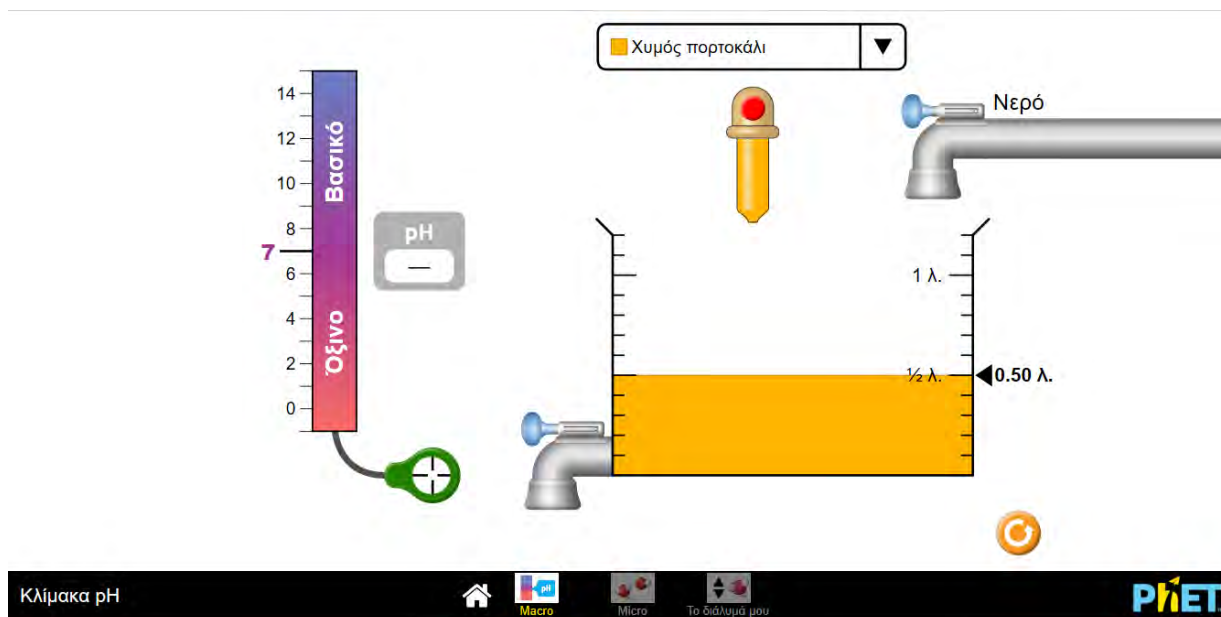 Χυμός πορτοκάλι
Νερό
14
12
10
8
7
6
4
2
0
Βασικό
Όξινο
pH
—
1 λ.
½ λ.
0.50 λ.
Κλίμακα pH
pH
Macro
Micro
Το διάλυμά μου
PhET